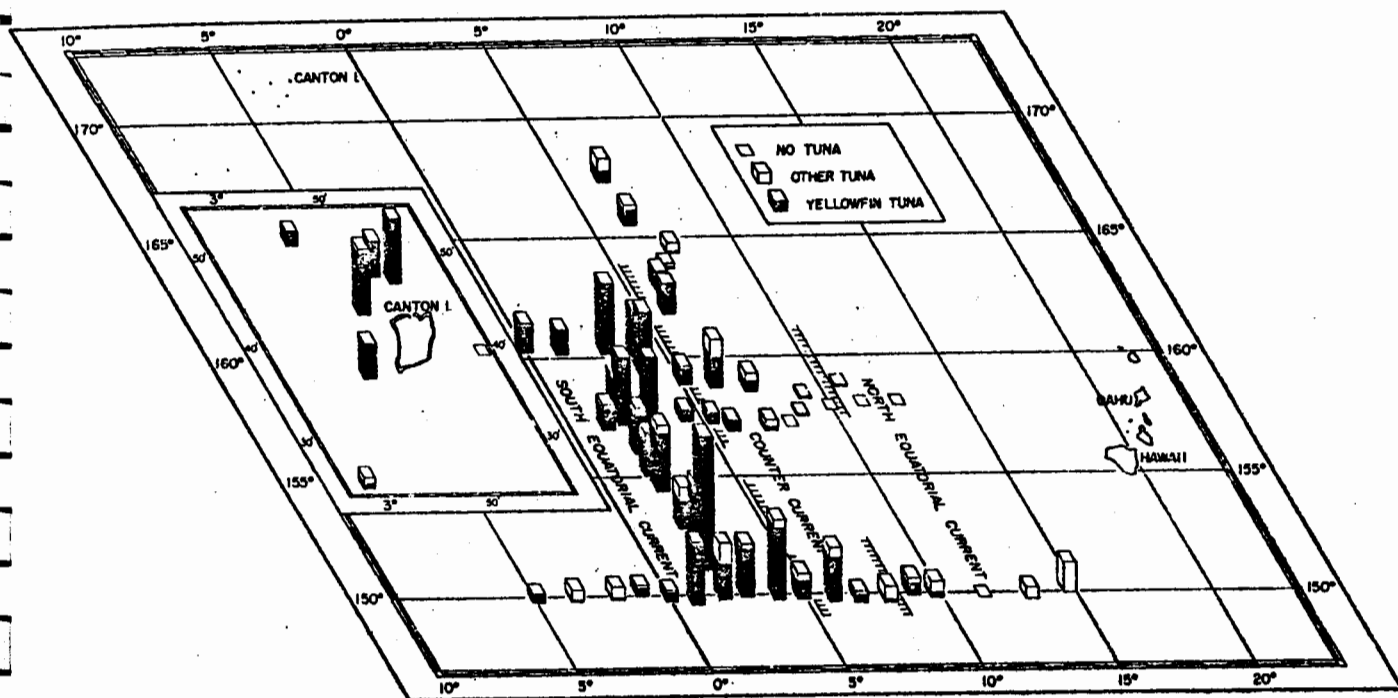 10° 5° 0° 5° 10° 15° 20°
CANTON I.
170°
170°
NO TUNA
OTHER TUNA
YELLOWFIN TUNA
3° 50'
165°
165°
50'
50'
CANTON I.
40'
40'
160°
160°
SOUTH EQUATORIAL CURRENT
COUNTER CURRENT
NORTH EQUATORIAL CURRENT
OAHU
HAWAII
30'
30'
155°
155°
3° 50'
150°
150°
10° 5° 0° 5° 10° 15° 20°